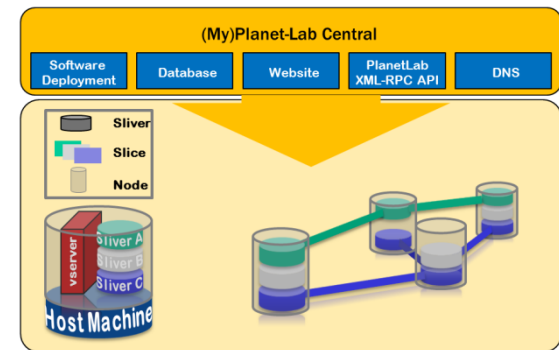 (My)Planet-Lab Central
Software
Deployment
Database
Website
PlanetLab
XML-RPC API
DNS
Sliver
Slice
Node
vserver
Sliver A
Sliver B
Sliver C
Host Machine